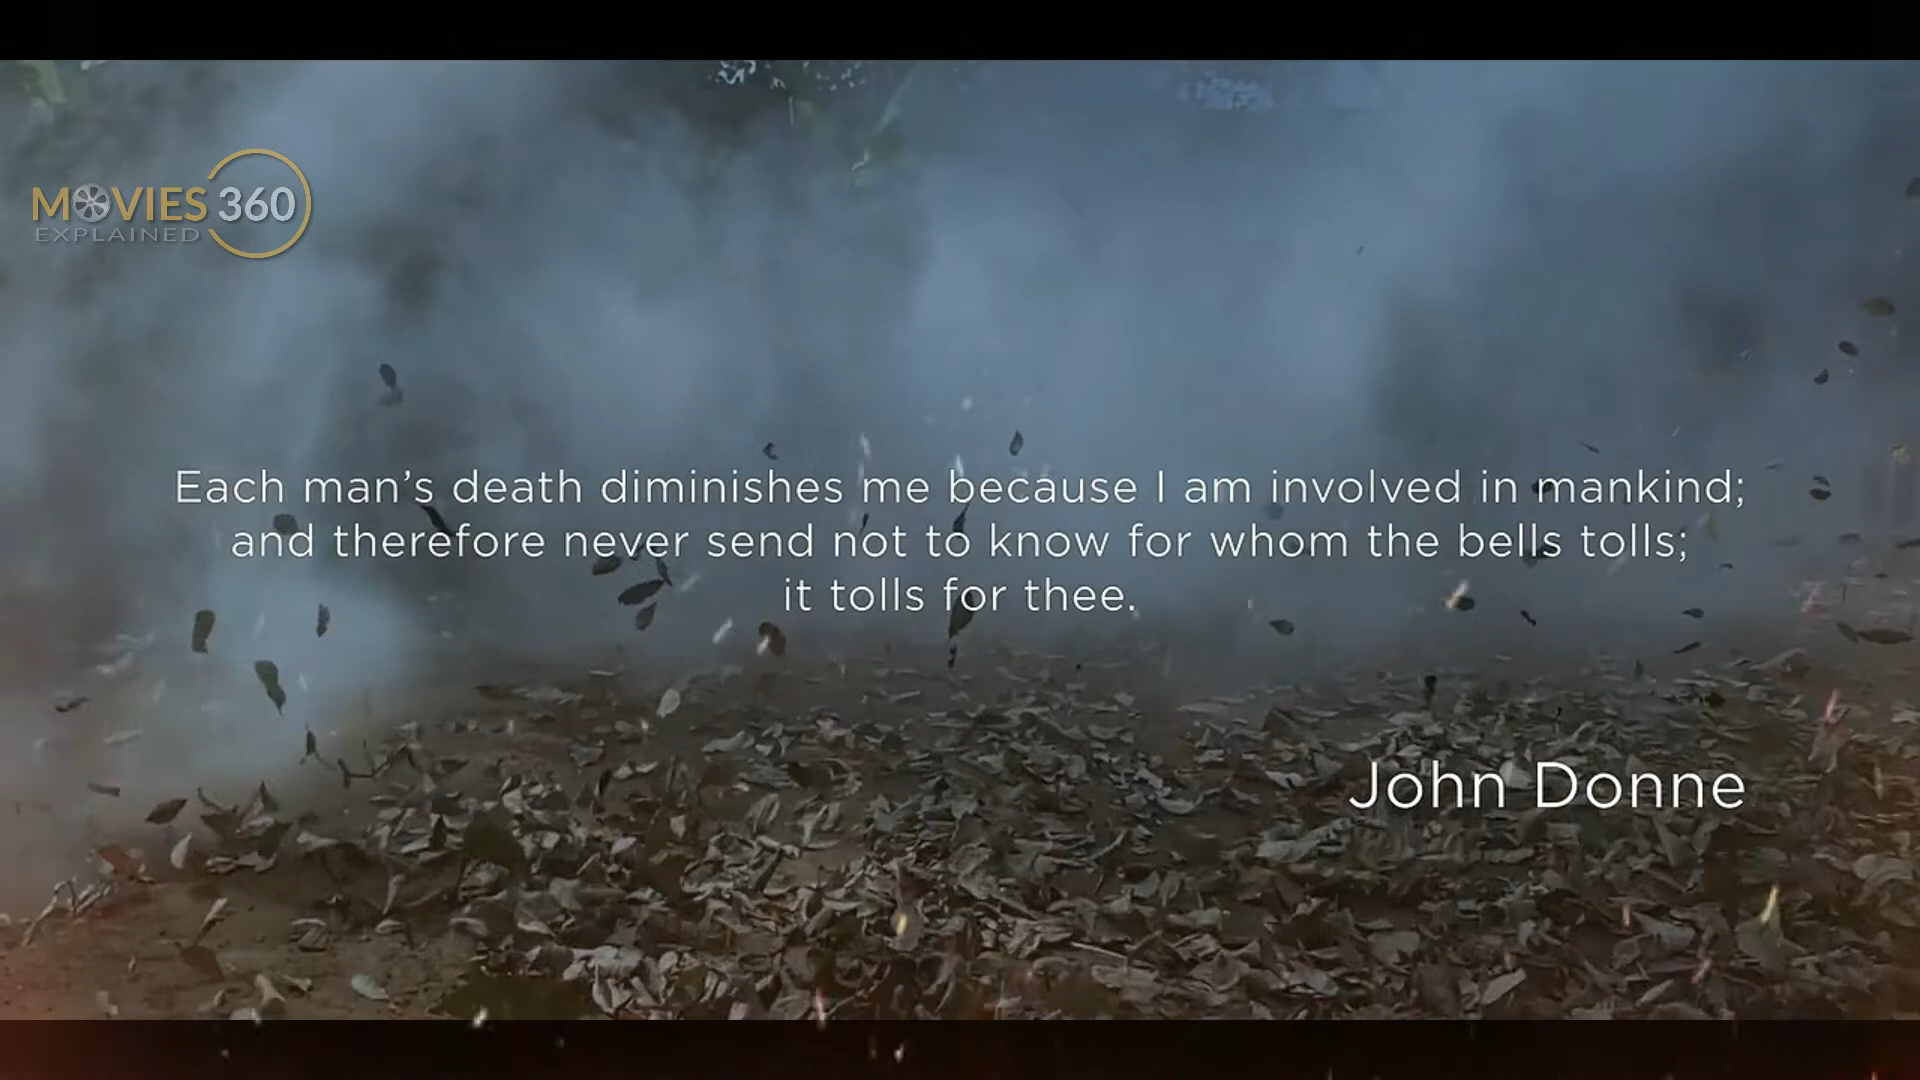 MOVIES 360
EXPLAINED
Each man’s death diminishes me because I am involved in mankind;
and therefore never send not to know for whom the bells tolls;
it tolls for thee.
John Donne